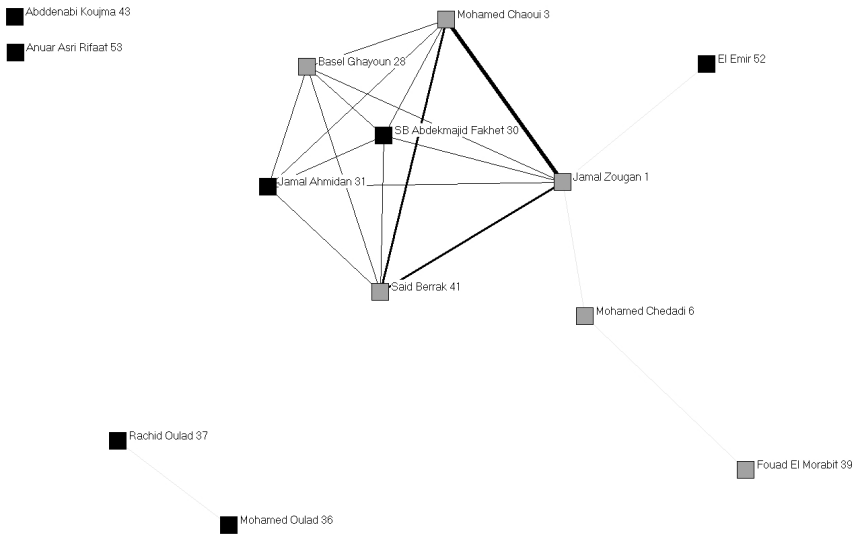 Abddenabi Koujma 43
Mohamed Chaoui 3
Anuar Asri Rifaat 53
Basel Ghayoun 28
El Emir 52
SB Abdekmajid Fakhet 30
Jamal Ahmidan 31
Jamal Zougan 1
Said Berrak 41
Mohamed Chedadi 6
Rachid Oulad 37
Fouad El Morabit 39
Mohamed Oulad 36